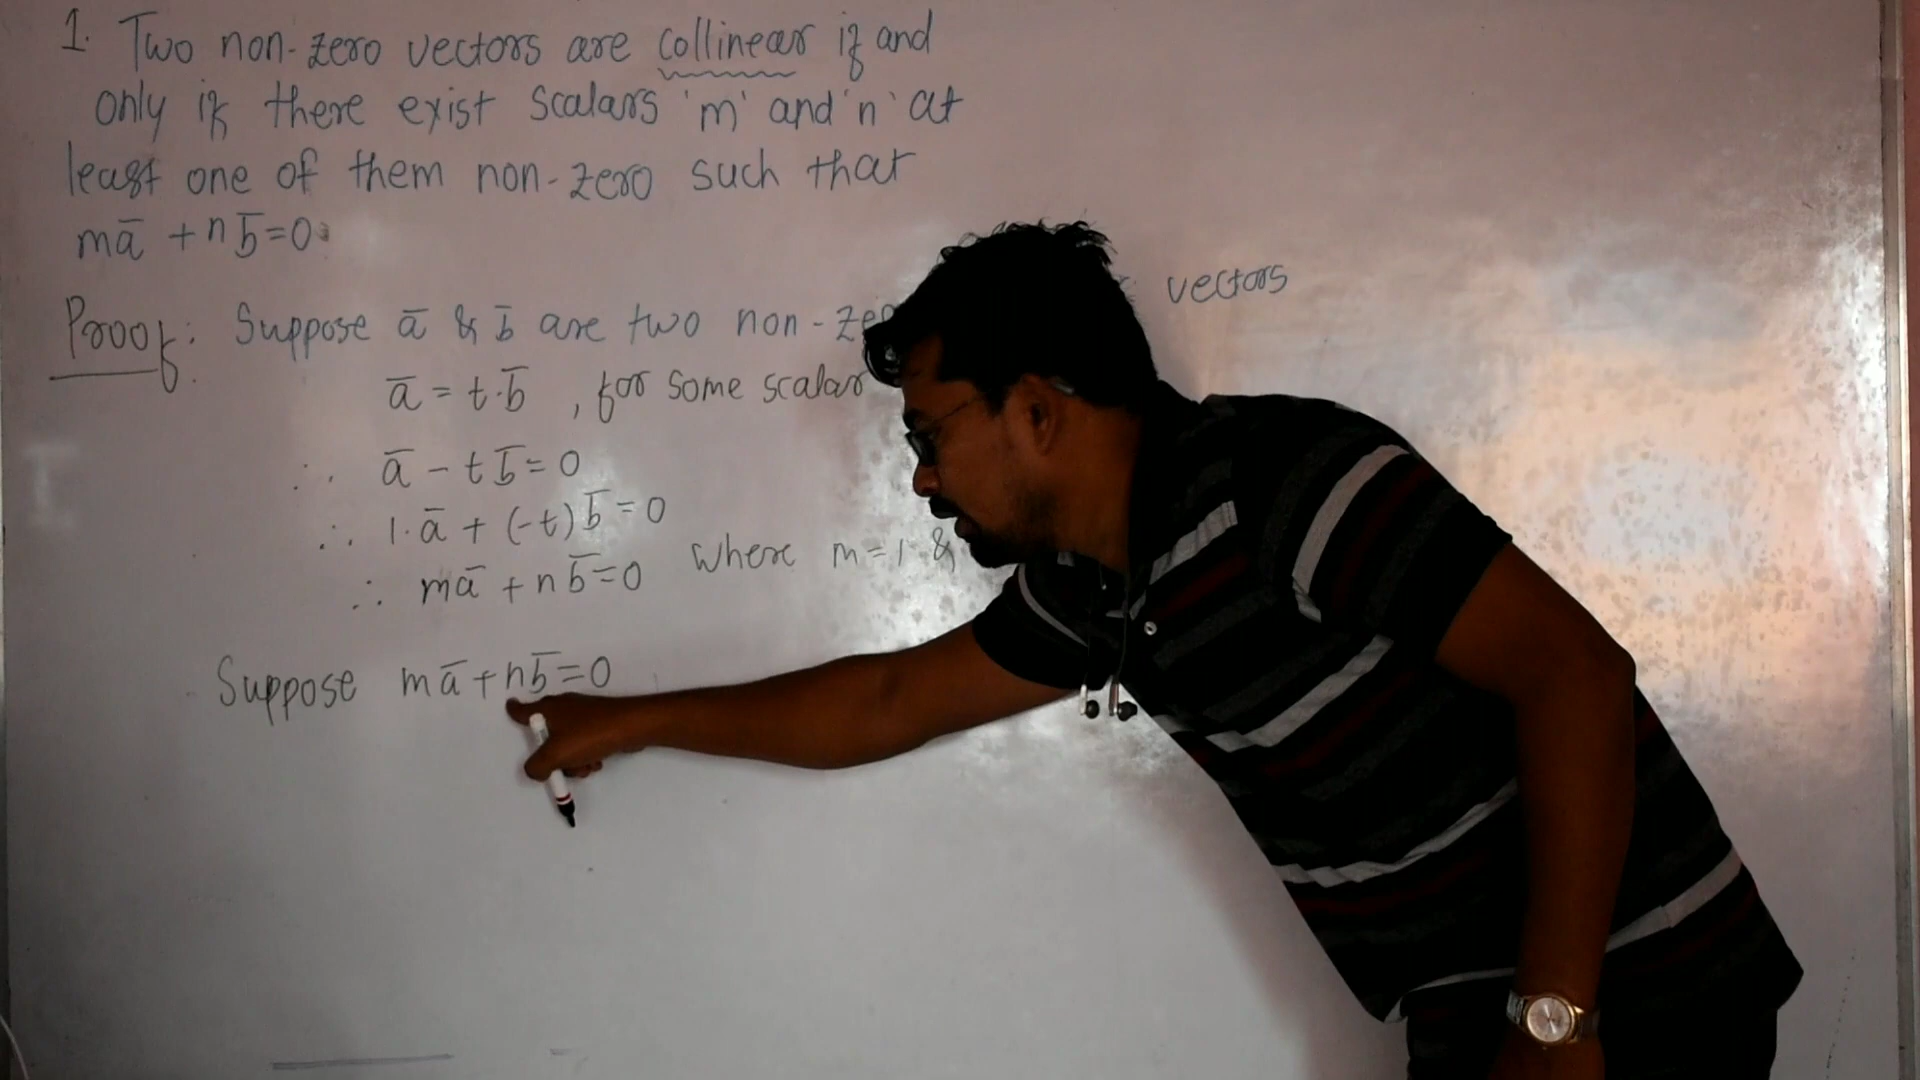 1. Two non-zero vectors are collinear if and
only if there exist scalars 'm' and 'n' at
least one of them non-zero such that
mā + nb̄ = 0.
Proof: Suppose ā & b̄ are two non-zero vectors
ā = t·b̄ , for some scalar
∴ ā - tb̄ = 0
∴ 1·ā + (-t)b̄ = 0
∴ mā + nb̄ = 0 where m = 1 &
Suppose mā + nb̄ = 0